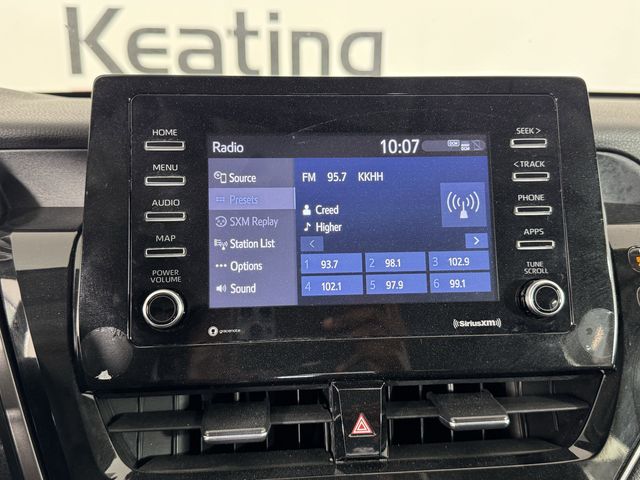 Keating
HOME
MENU
AUDIO
MAP
POWER
VOLUME
Radio 10:07 DCM DCM
Source
Presets
SXM Replay
Station List
Options
Sound
FM 95.7 KKHH
Creed
Higher
< >
1 93.7 2 98.1 3 102.9
4 102.1 5 97.9 6 99.1
SEEK >
< TRACK
PHONE
APPS
TUNE
SCROLL
gracenote
((SiriusXM))